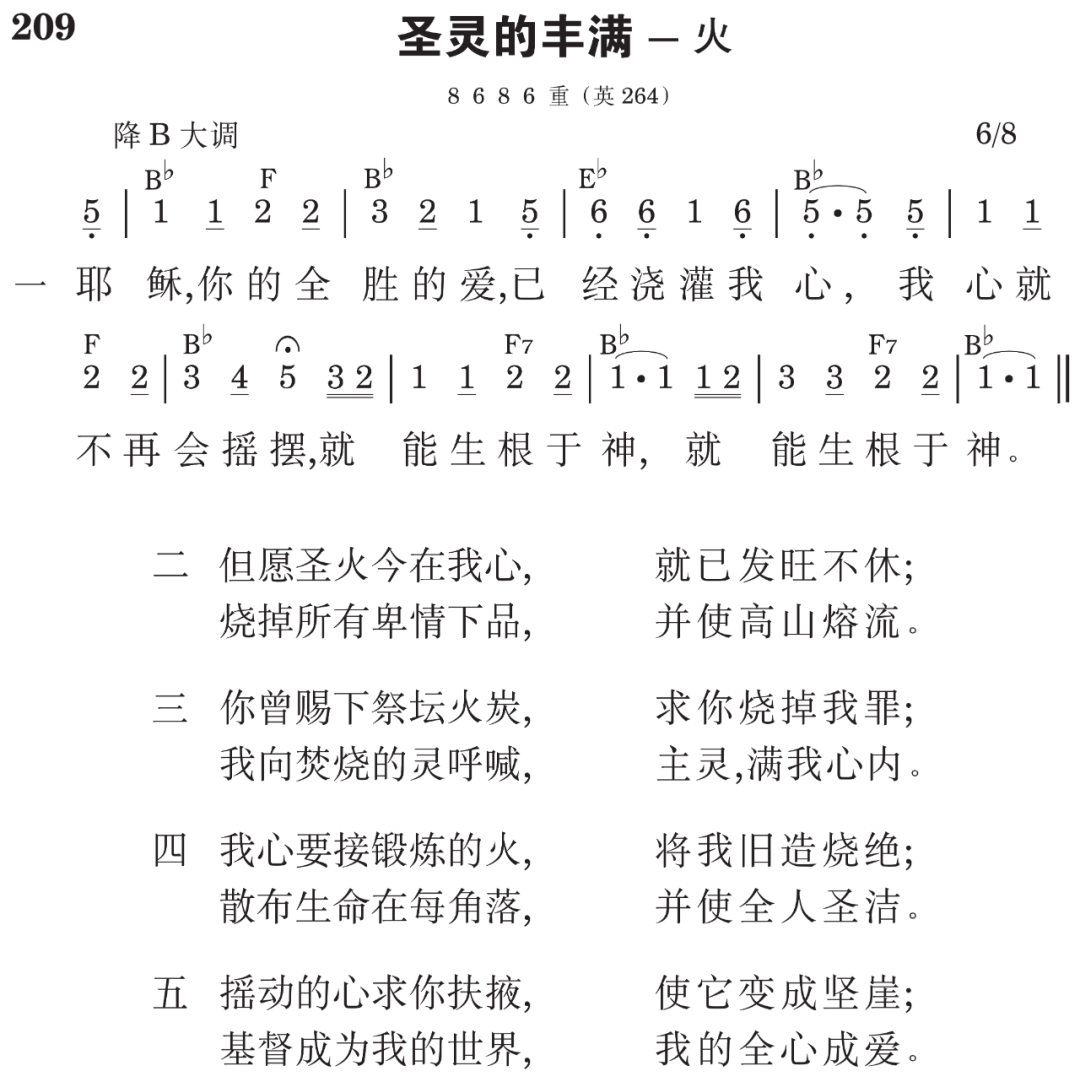 209
圣灵的丰满 — 火
8 6 8 6 重（英 264）
降 B 大调 6/8
B♭ F B♭ E♭ B♭
5 | 1 1 2 2 | 3 2 1 5 | 6 6 1 6 | 5 • 5 5 | 1 1
一 耶 稣,你的全 胜的爱,已 经浇灌我 心, 我 心就
F B♭ F7 B♭ F7 B♭
2 2 | 3 4 5 3 2 | 1 1 2 2 | 1 • 1 1 2 | 3 3 2 2 | 1 • 1 ‖
不再会摇摆,就 能生根于神, 就 能生根于神。
二 但愿圣火今在我心, 就已发旺不休;
烧掉所有卑情下品, 并使高山熔流。
三 你曾赐下祭坛火炭, 求你烧掉我罪;
我向焚烧的灵呼喊, 主灵,满我心内。
四 我心要接锻炼的火, 将我旧造烧绝;
散布生命在每角落, 并使全人圣洁。
五 摇动的心求你扶掖, 使它变成坚崖;
基督成为我的世界, 我的全心成爱。